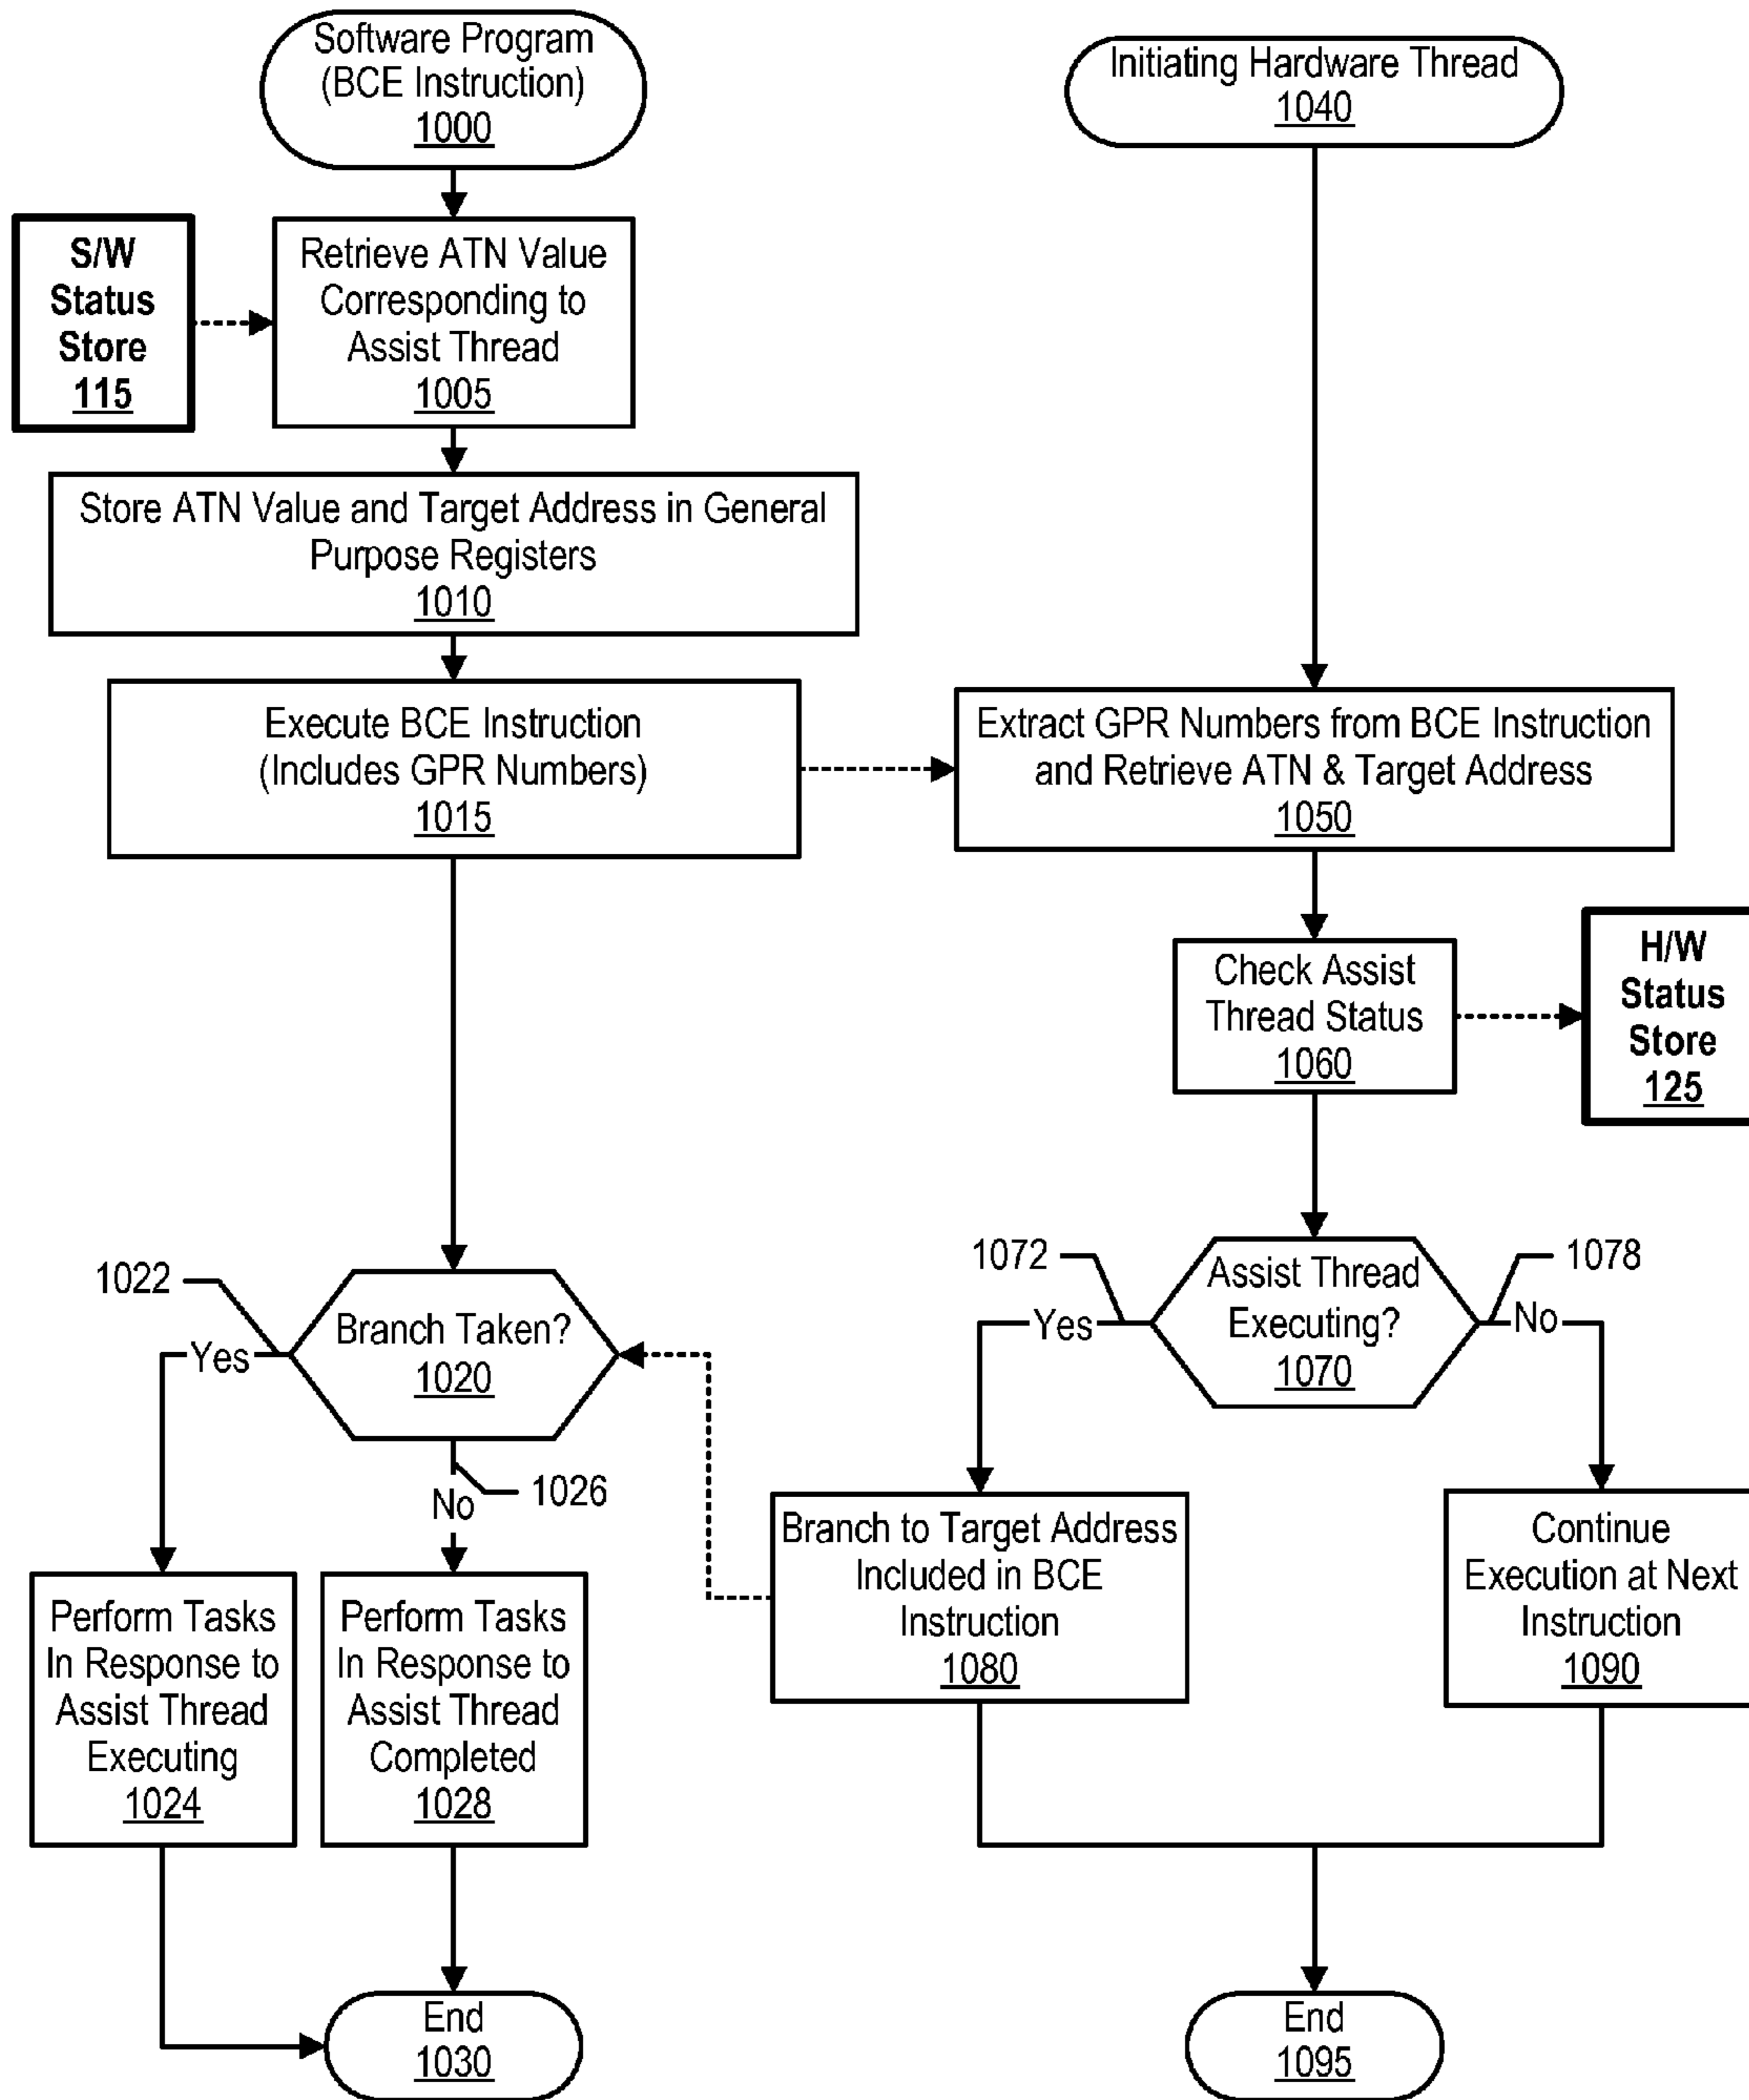 Software Program
(BCE Instruction)
1000
Initiating Hardware Thread
1040
S/W
Status
Store
115
Retrieve ATN Value
Corresponding to
Assist Thread
1005
Store ATN Value and Target Address in General
Purpose Registers
1010
Execute BCE Instruction
(Includes GPR Numbers)
1015
Extract GPR Numbers from BCE Instruction
and Retrieve ATN & Target Address
1050
Check Assist
Thread Status
1060
H/W
Status
Store
125
1022
Yes
Branch Taken?
1020
No
1026
1072
Yes
Assist Thread
Executing?
1070
1078
No
Perform Tasks
In Response to
Assist Thread
Executing
1024
Perform Tasks
In Response to
Assist Thread
Completed
1028
Branch to Target Address
Included in BCE
Instruction
1080
Continue
Execution at Next
Instruction
1090
End
1030
End
1095